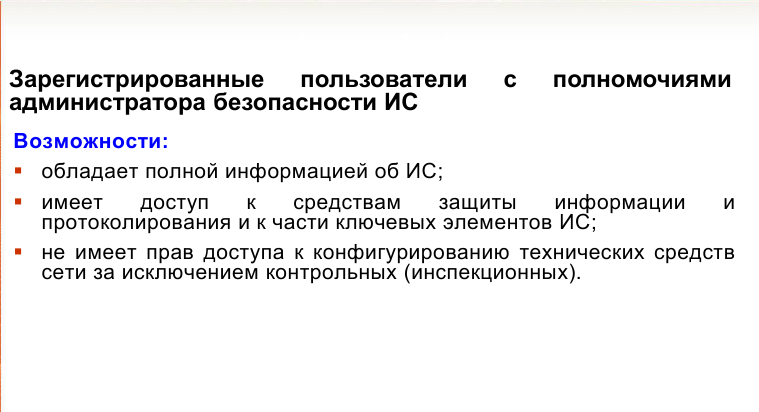 Зарегистрированные пользователи с полномочиями
администратора безопасности ИС
Возможности:
обладает полной информацией об ИС;
имеет доступ к средствам защиты информации и
протоколирования и к части ключевых элементов ИС;
не имеет прав доступа к конфигурированию технических средств
сети за исключением контрольных (инспекционных).